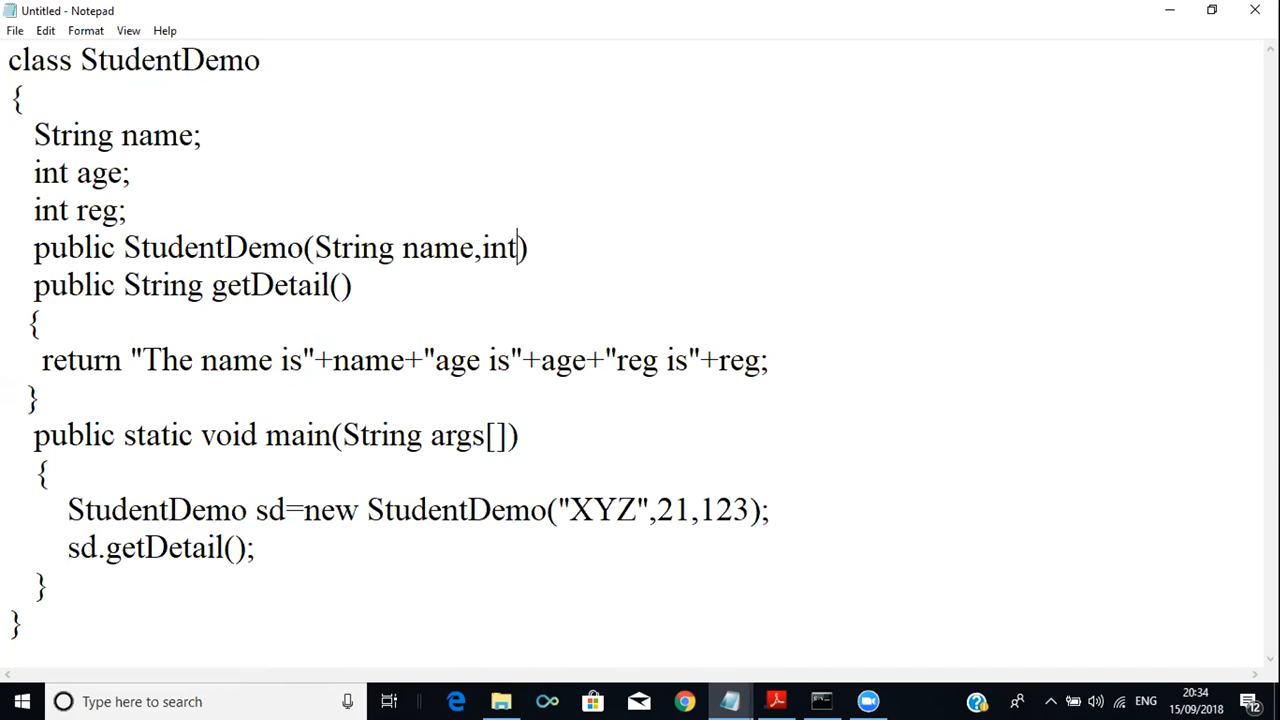 Untitled - Notepad
File Edit Format View Help
class StudentDemo
{
String name;
int age;
int reg;
public StudentDemo(String name,int)
public String getDetail()
{
return "The name is"+name+"age is"+age+"reg is"+reg;
}
public static void main(String args[])
{
StudentDemo sd=new StudentDemo("XYZ",21,123);
sd.getDetail();
}
}
Type here to search
ENG
20:34
15/09/2018
12